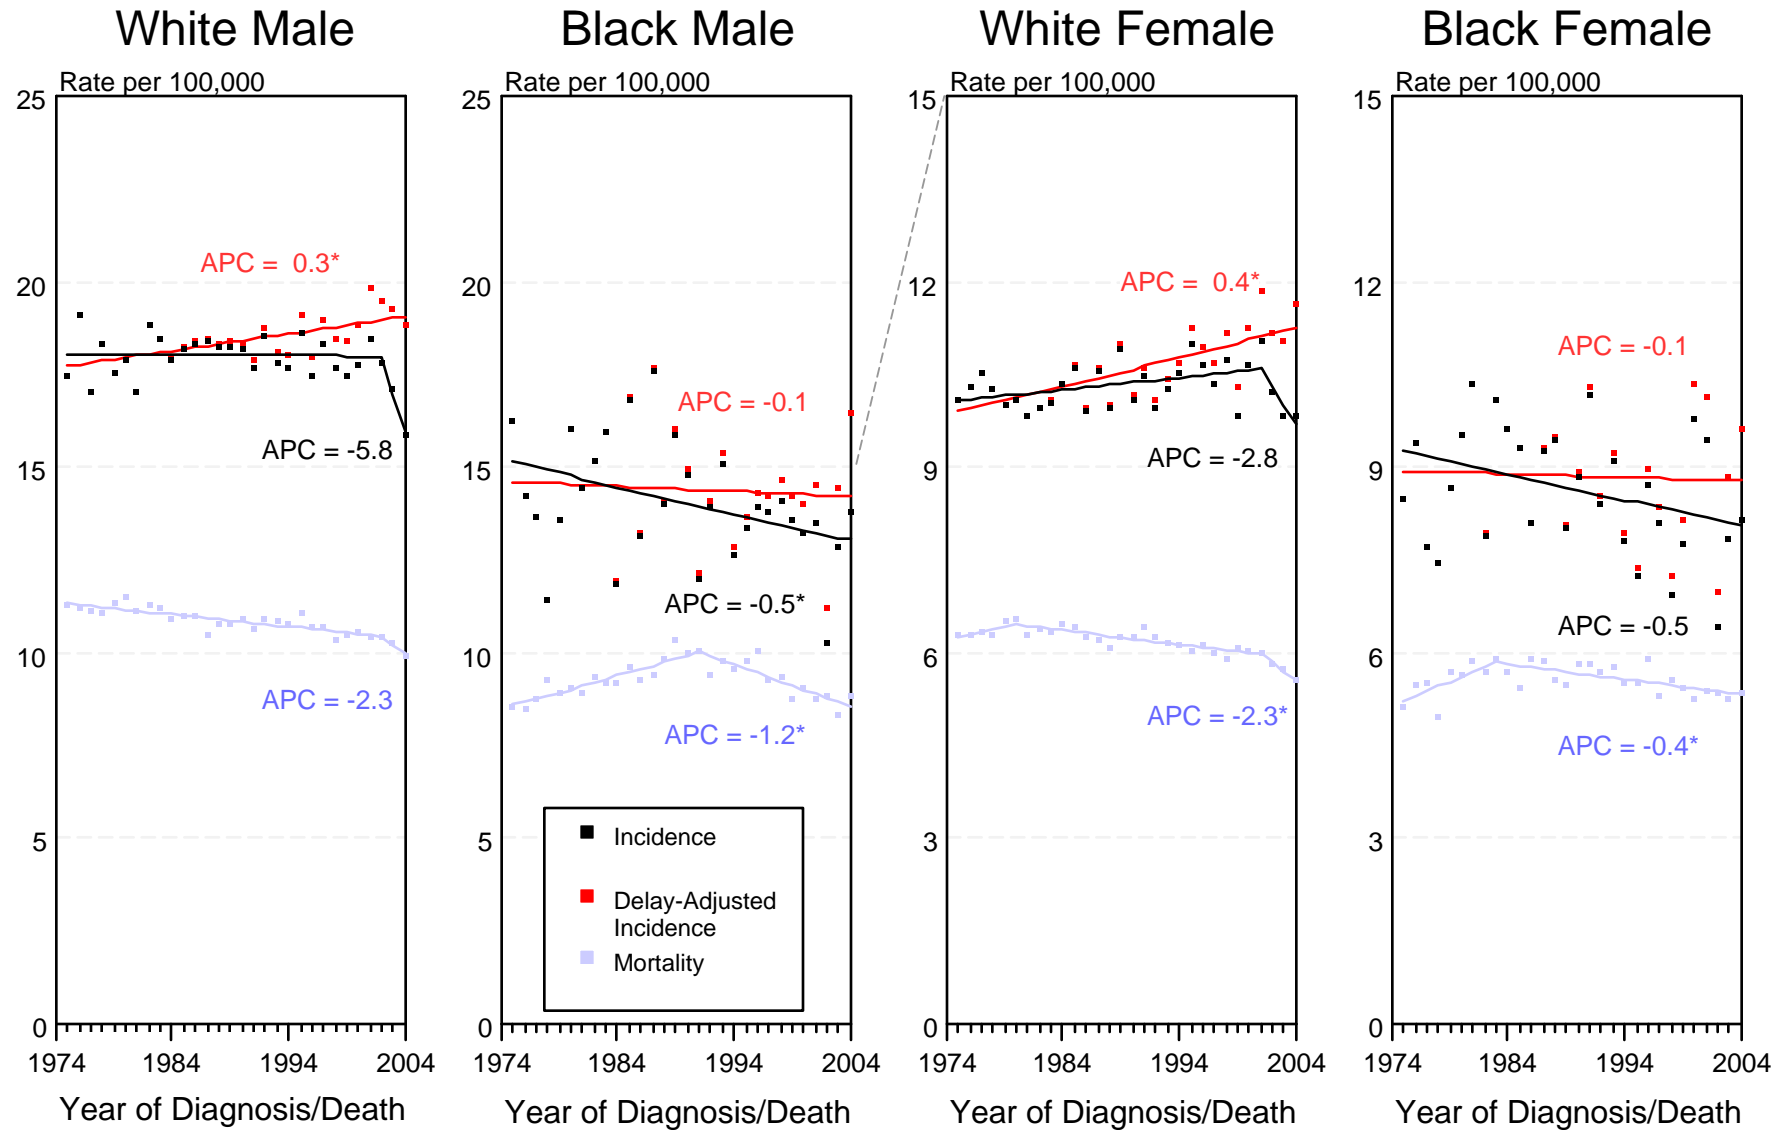 White Male
Black Male
White Female
Black Female
Rate per 100,000
Rate per 100,000
Rate per 100,000
Rate per 100,000
25
20
15
10
5
0
APC =  0.3*
APC = -5.8
APC = -2.3
1974
1984
1994
2004
Year of Diagnosis/Death
25
20
15
10
5
0
APC = -0.1
APC = -0.5*
APC = -1.2*
Incidence
Delay-Adjusted
Incidence
Mortality
1974
1984
1994
2004
Year of Diagnosis/Death
15
12
9
6
3
0
APC =  0.4*
APC = -2.8
APC = -2.3*
1974
1984
1994
2004
Year of Diagnosis/Death
15
12
9
6
3
0
APC = -0.1
APC = -0.5
APC = -0.4*
1974
1984
1994
2004
Year of Diagnosis/Death